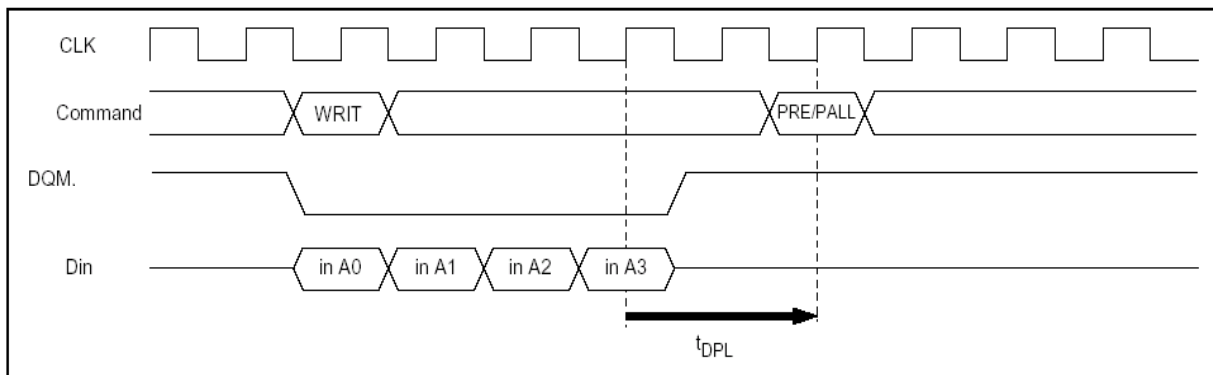 CLK
Command WRIT PRE/PALL
DQM.
Din in A0 in A1 in A2 in A3
tDPL